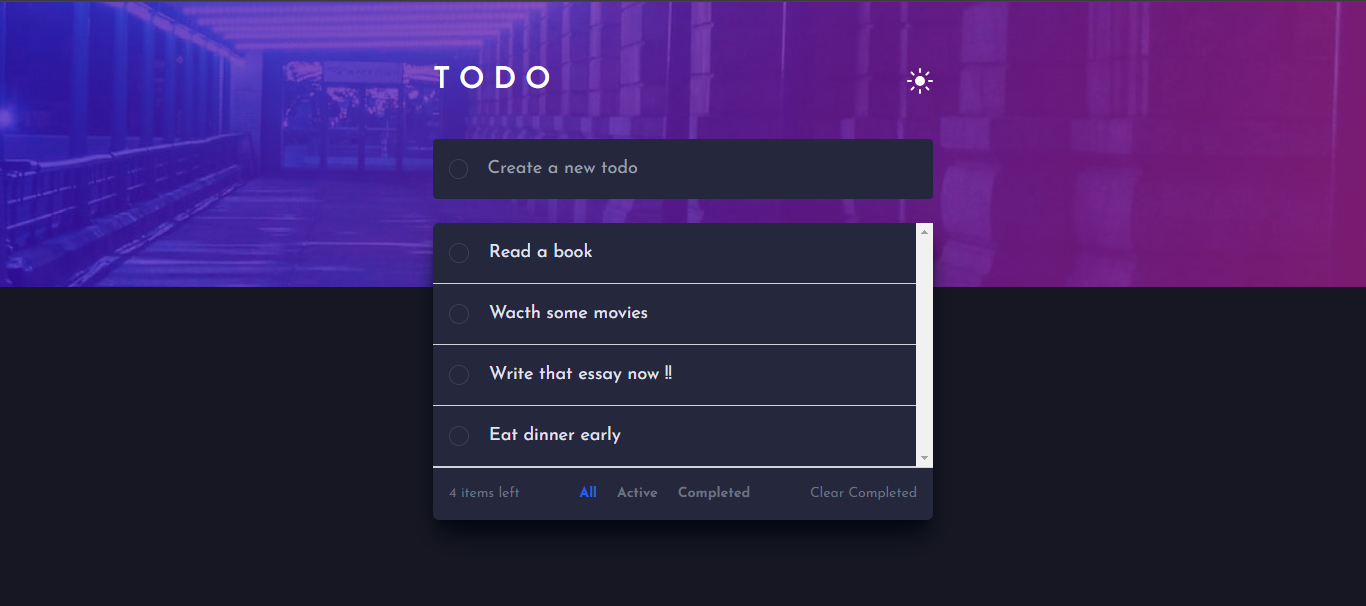 TODO
Create a new todo
Read a book
Wacth some movies
Write that essay now !!
Eat dinner early
4 items left All Active Completed Clear Completed